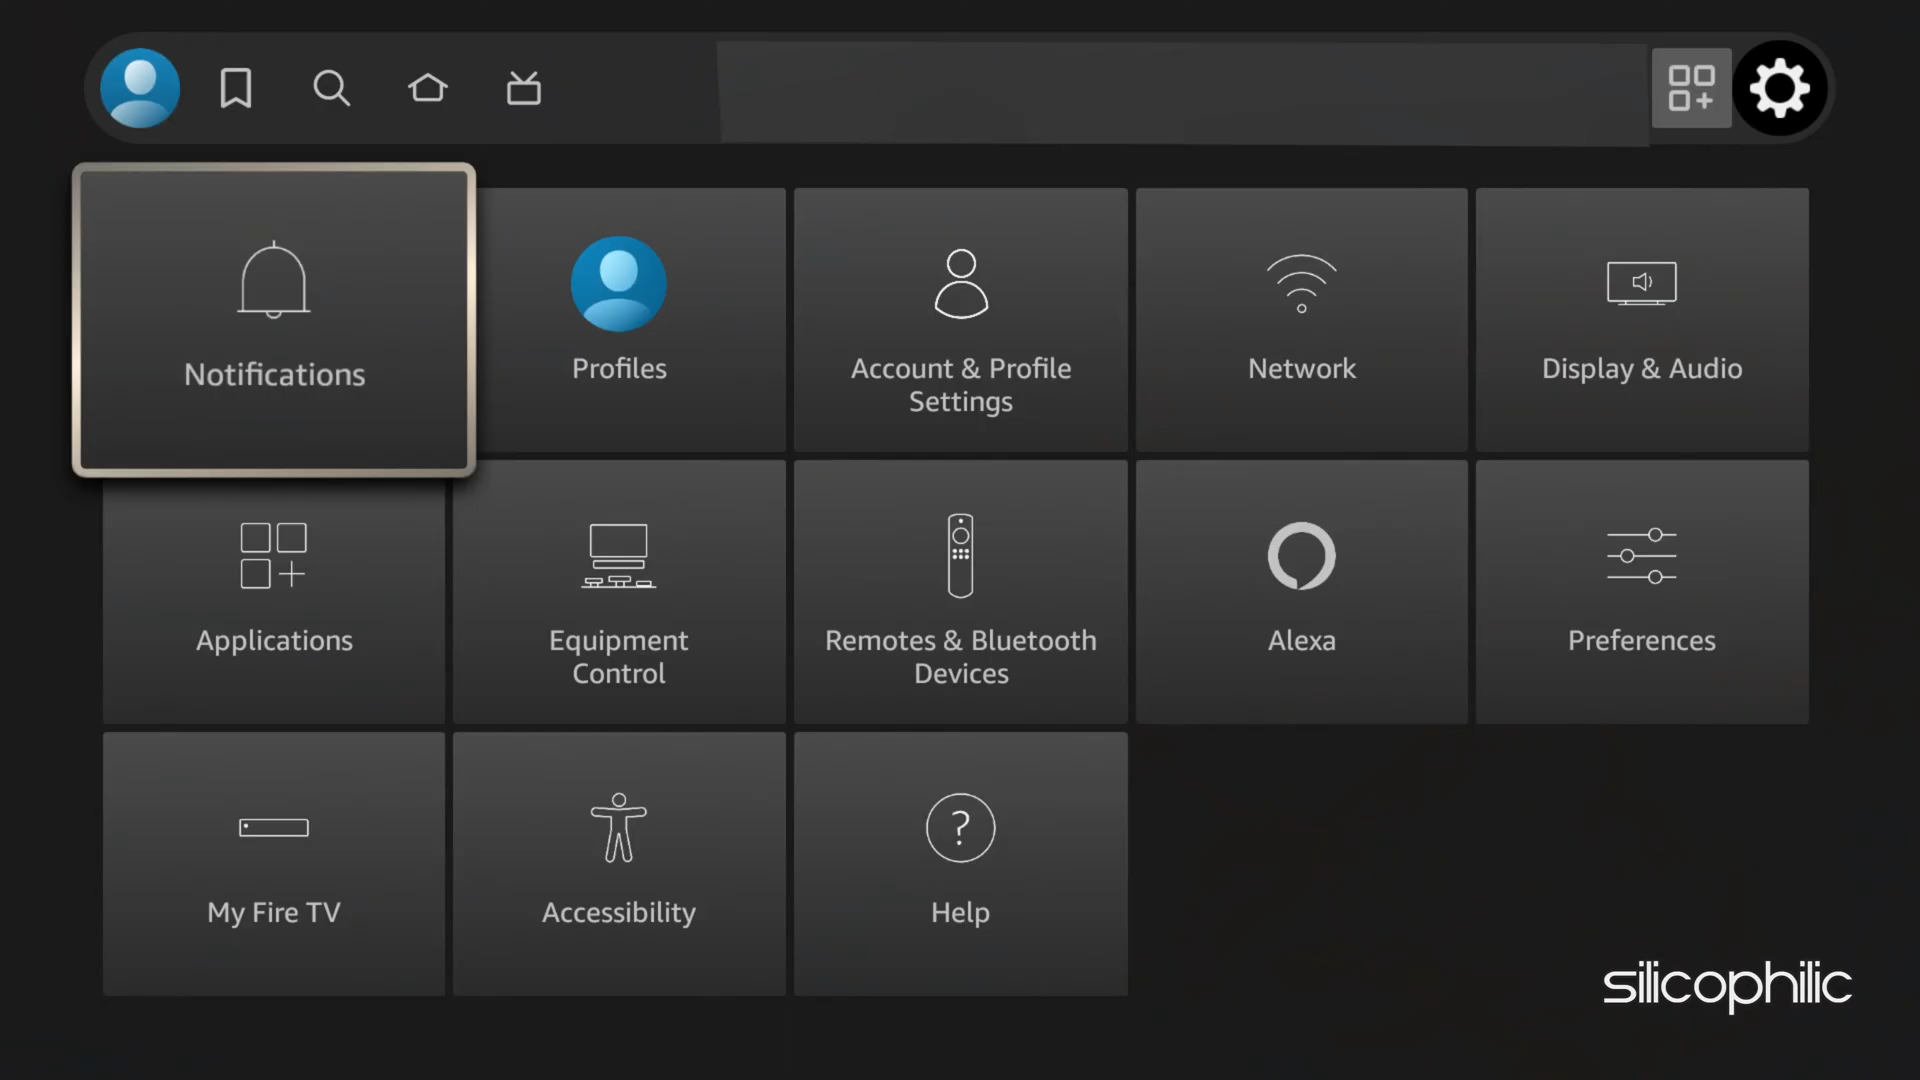 Notifications
Profiles
Account & Profile
Settings
Network
Display & Audio
Applications
Equipment
Control
Remotes & Bluetooth
Devices
Alexa
Preferences
My Fire TV
Accessibility
?
Help
silicophilic